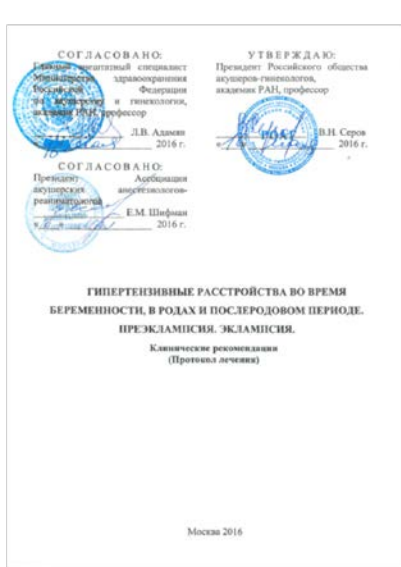 СОГЛАСОВАНО:
Главный внештатный специалист
Министерства здравоохранения
Российской Федерации
по акушерству и гинекологии,
академик РАН, профессор
Л.В. Адамян
2016 г.
УТВЕРЖДАЮ:
Президент Российского общества
акушеров-гинекологов,
академик РАН, профессор
В.Н. Серов
2016 г.
СОГЛАСОВАНО:
Президент Ассоциации
акушерских анестезиологов-
реаниматологов
Е.М. Шифман
2016 г.
ГИПЕРТЕНЗИВНЫЕ РАССТРОЙСТВА ВО ВРЕМЯ
БЕРЕМЕННОСТИ, В РОДАХ И ПОСЛЕРОДОВОМ ПЕРИОДЕ.
ПРЕЭКЛАМПСИЯ. ЭКЛАМПСИЯ.
Клинические рекомендации
(Протокол лечения)
Москва 2016